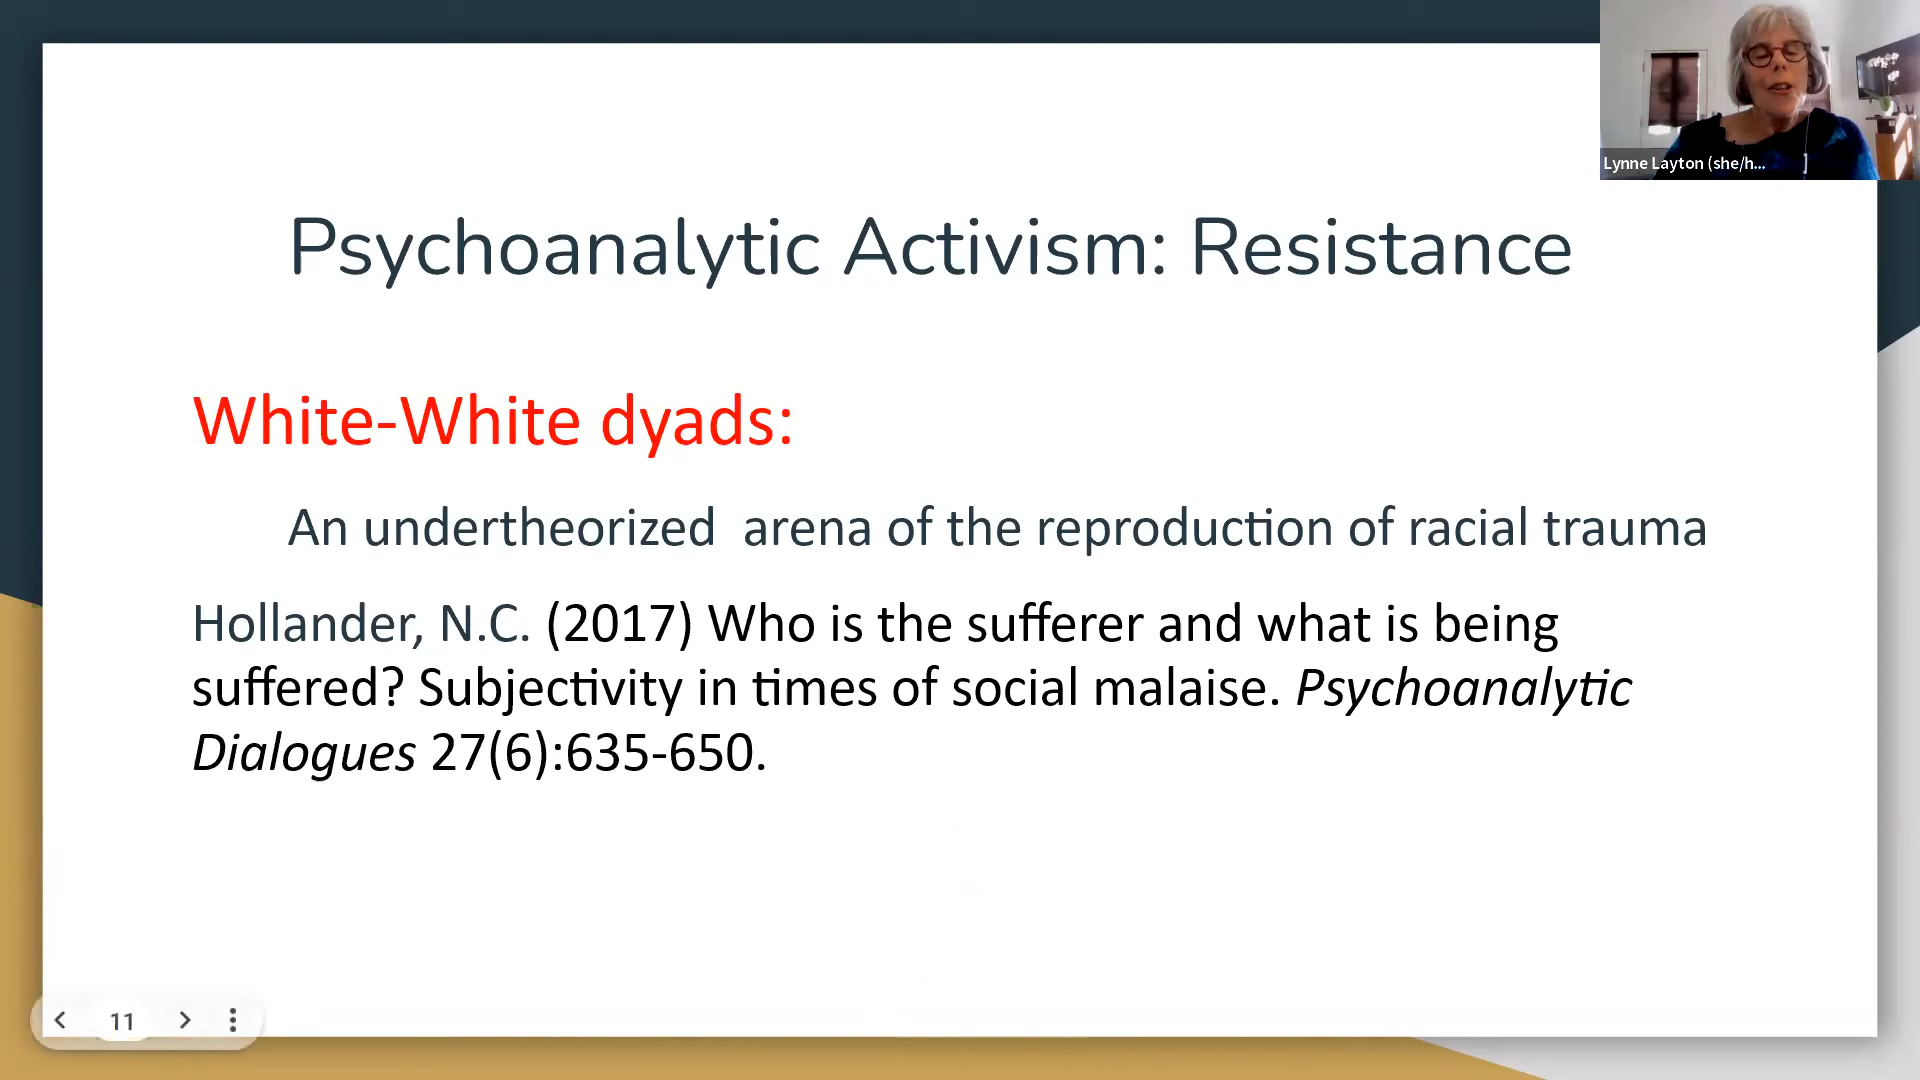 Lynne Layton (she/h...
Psychoanalytic Activism: Resistance
White-White dyads:
An undertheorized  arena of the reproduction of racial trauma
Hollander, N.C. (2017) Who is the sufferer and what is being
suffered? Subjectivity in times of social malaise. Psychoanalytic
Dialogues 27(6):635-650.
11